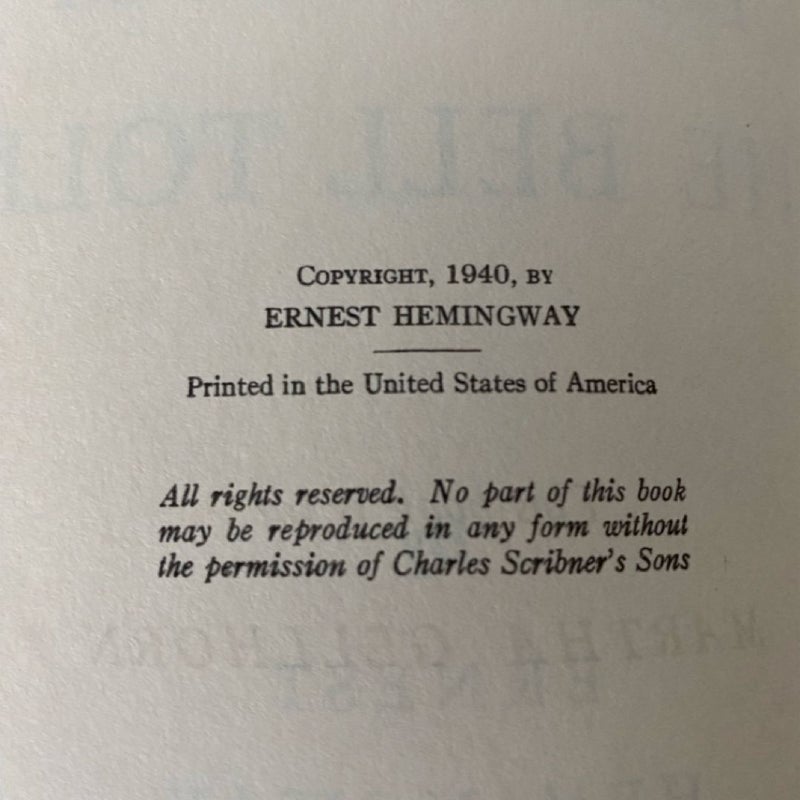 COPYRIGHT, 1940, BY
ERNEST HEMINGWAY
Printed in the United States of America
All rights reserved. No part of this book
may be reproduced in any form without
the permission of Charles Scribner's Sons